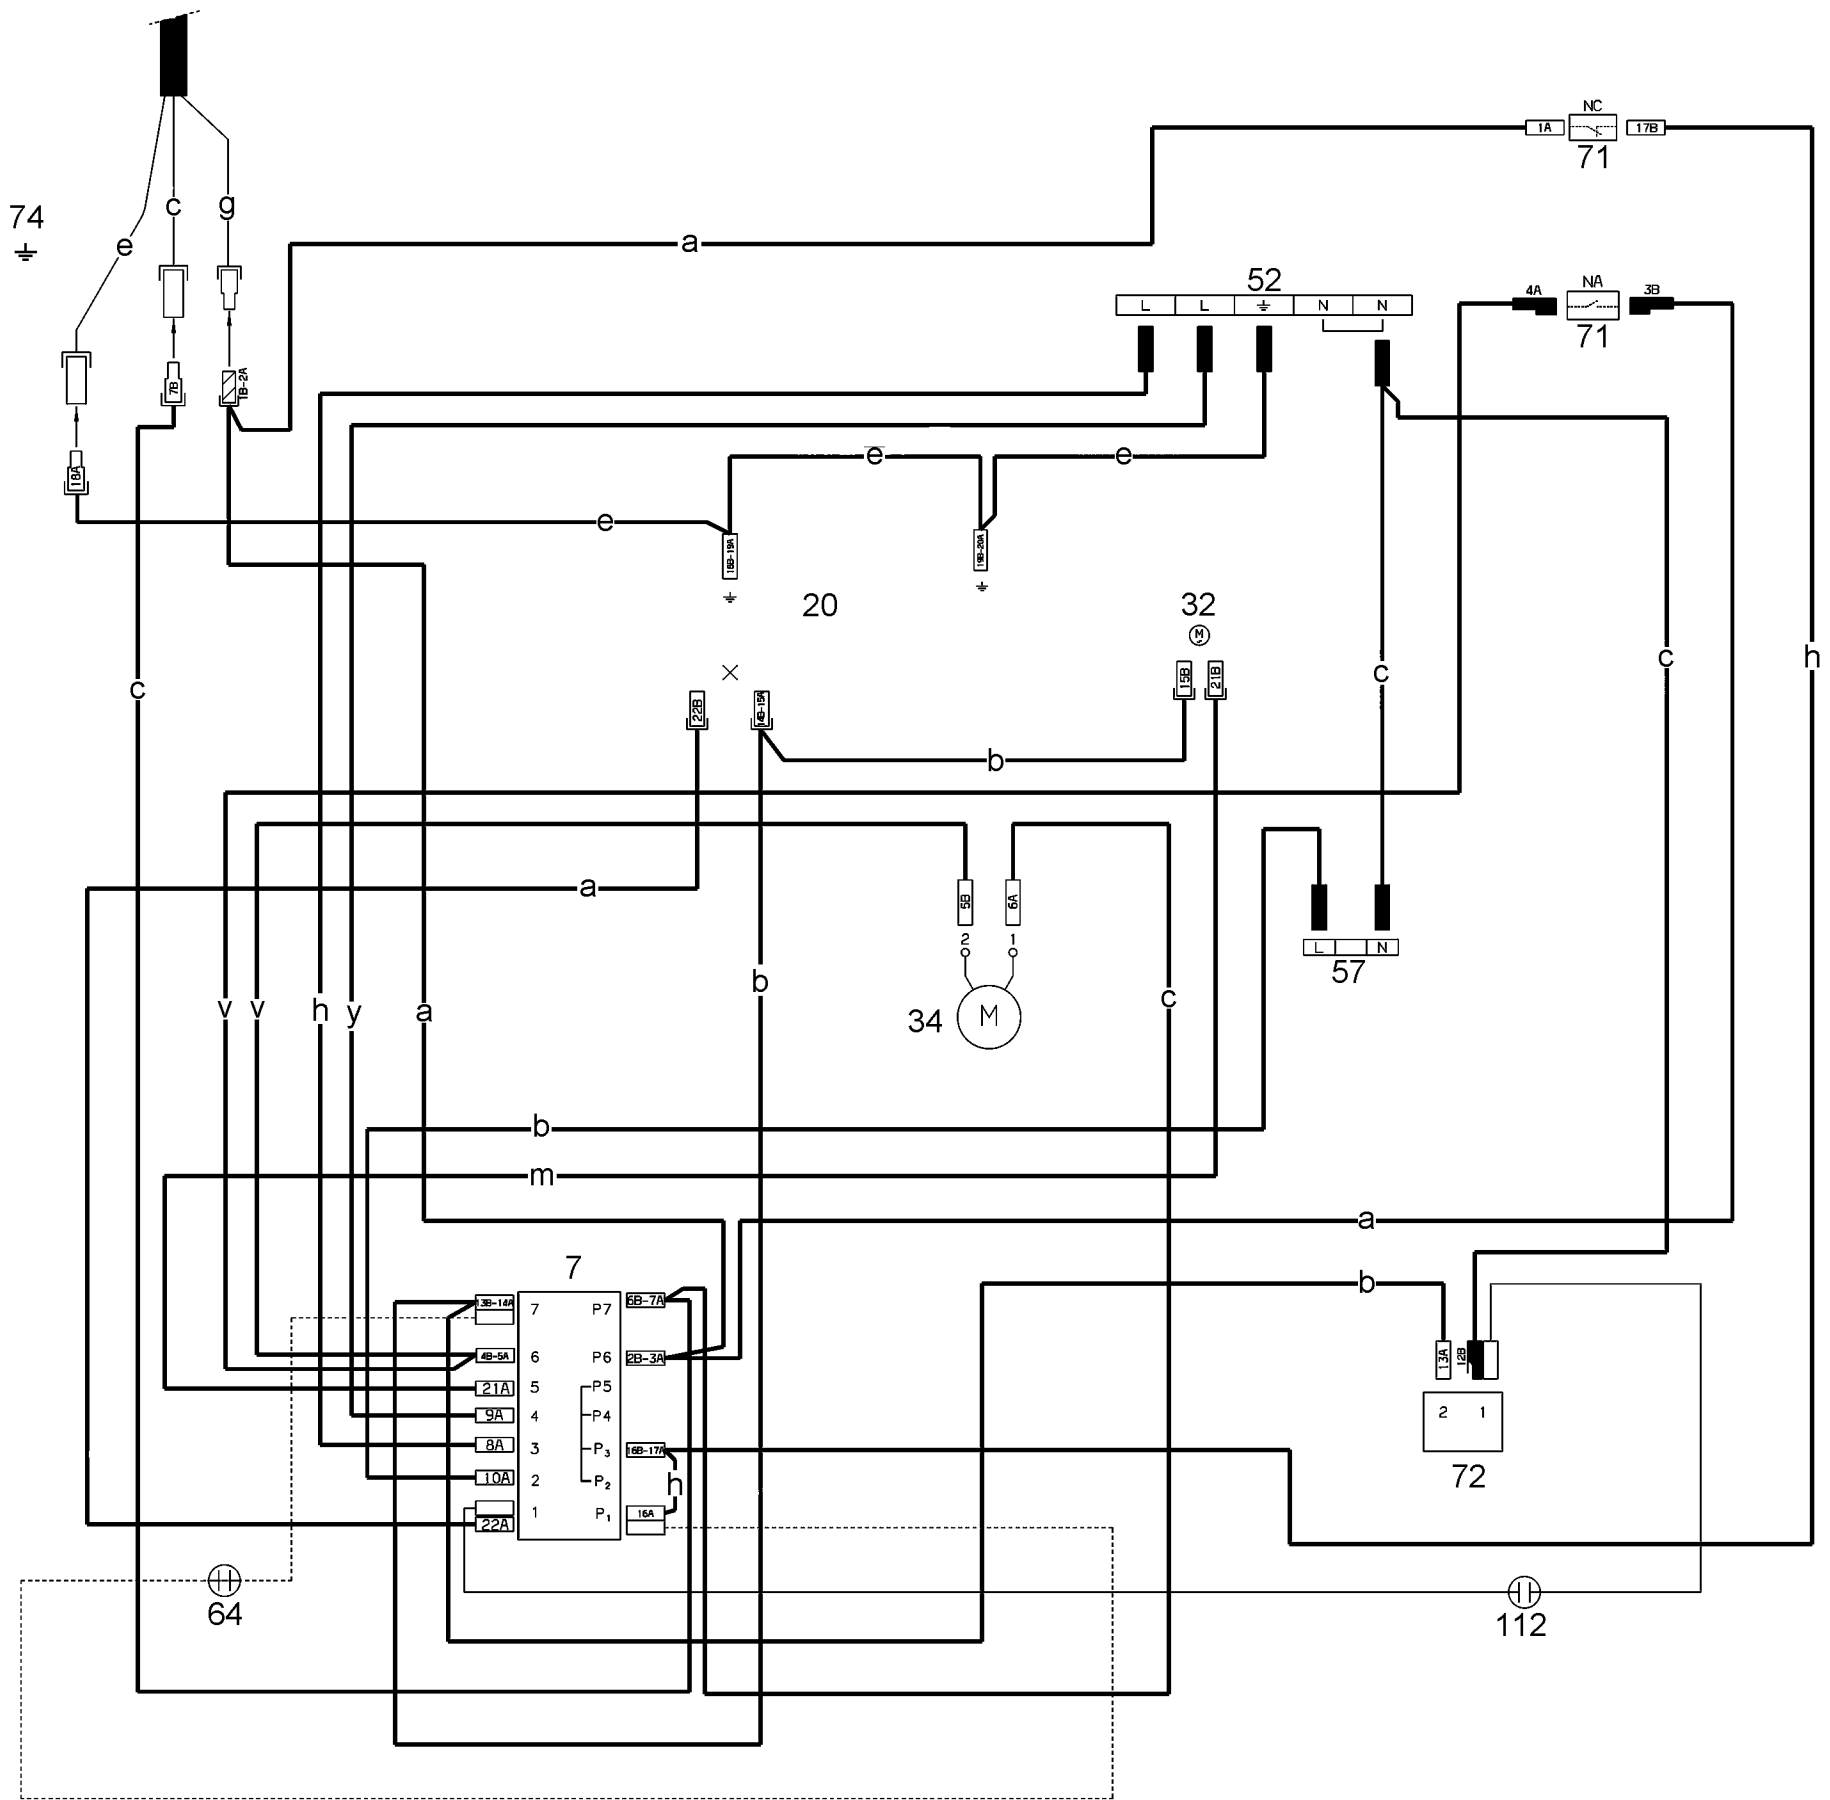 NC
1A
17B
71
c
g
74
e
a
52
L
L
N
N
NA
4A
3B
71
7B
1B-2A
18A
e
e
e
18B-19A
19B-20A
20
32
M
h
c
c
c
15B
21B
22B
14B-15A
b
a
5B
6A
2
1
L
N
57
v
v
h
y
a
b
34
M
c
b
m
a
7
b
13B-14A
7
P7
6B-7A
4B-5A
6
P6
2B-3A
21A
5
P5
9A
4
P4
8A
3
P3
16B-17A
10A
2
P2
h
1
P1
16A
22A
13A
12B
2
1
72
64
112